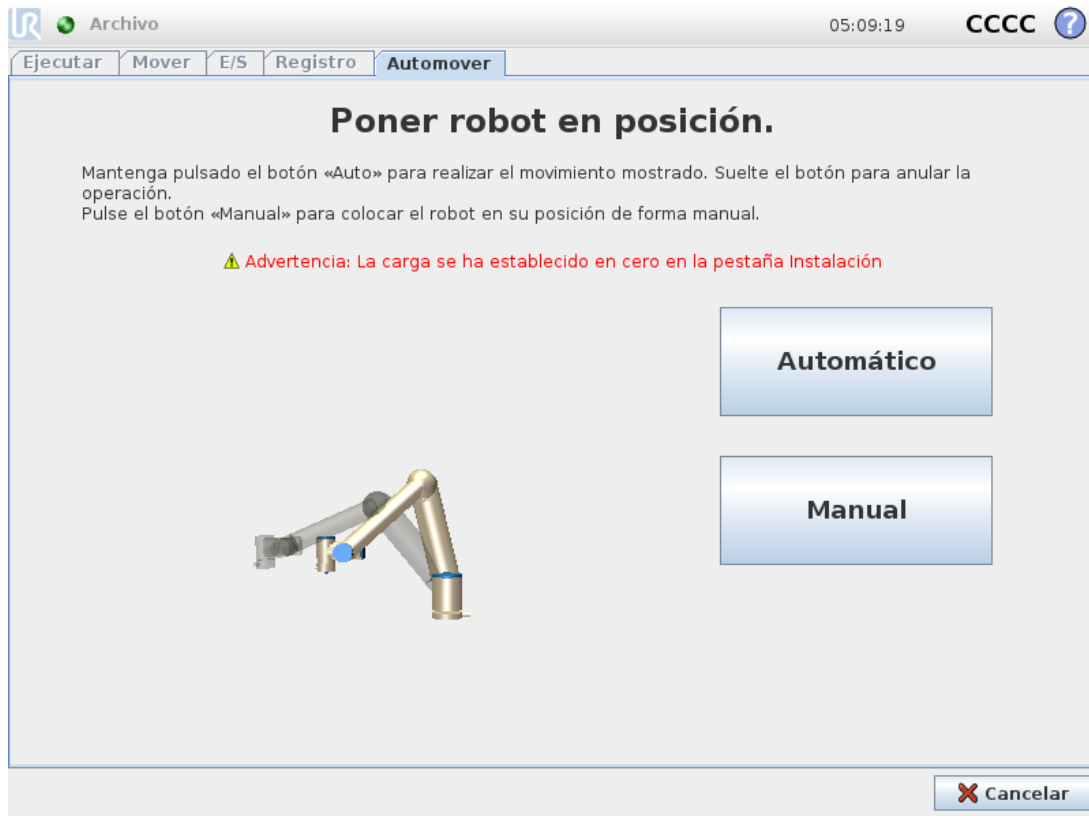 UR Archivo 05:09:19 CCCC ?
Ejecutar Mover E/S Registro Automover
Poner robot en posición.
Mantenga pulsado el botón «Auto» para realizar el movimiento mostrado. Suelte el botón para anular la
operación.
Pulse el botón «Manual» para colocar el robot en su posición de forma manual.
Advertencia: La carga se ha establecido en cero en la pestaña Instalación
Automático
Manual
Cancelar